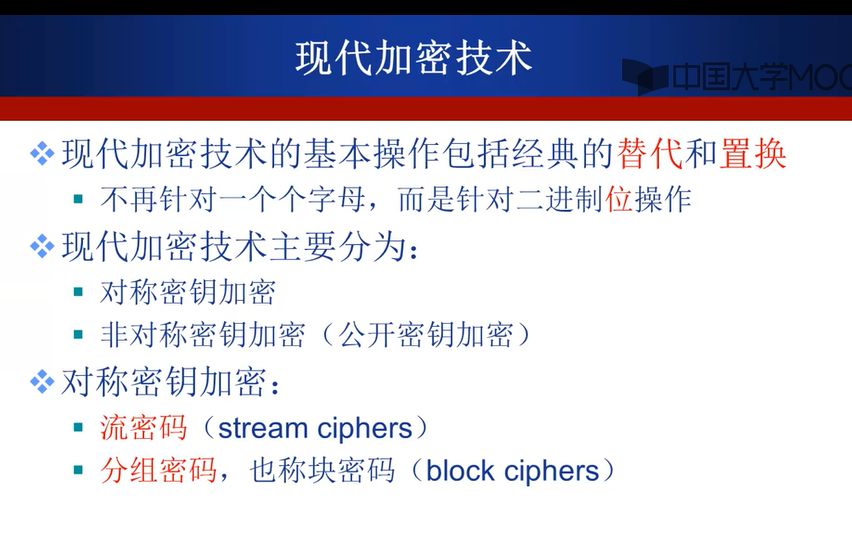 现代加密技术
中国大学MOO
现代加密技术的基本操作包括经典的替代和置换
不再针对一个个字母，而是针对二进制位操作
现代加密技术主要分为：
对称密钥加密
非对称密钥加密（公开密钥加密）
对称密钥加密：
流密码（stream ciphers）
分组密码，也称块密码（block ciphers）